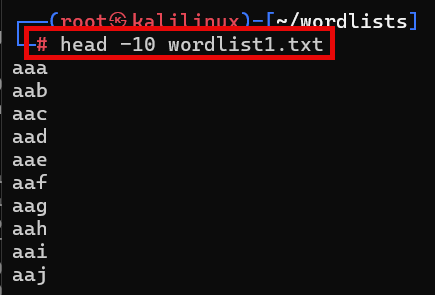 ┌──(root㉿kalilinux)-[~/wordlists]
└─# head -10 wordlist1.txt
aaa
aab
aac
aad
aae
aaf
aag
aah
aai
aaj